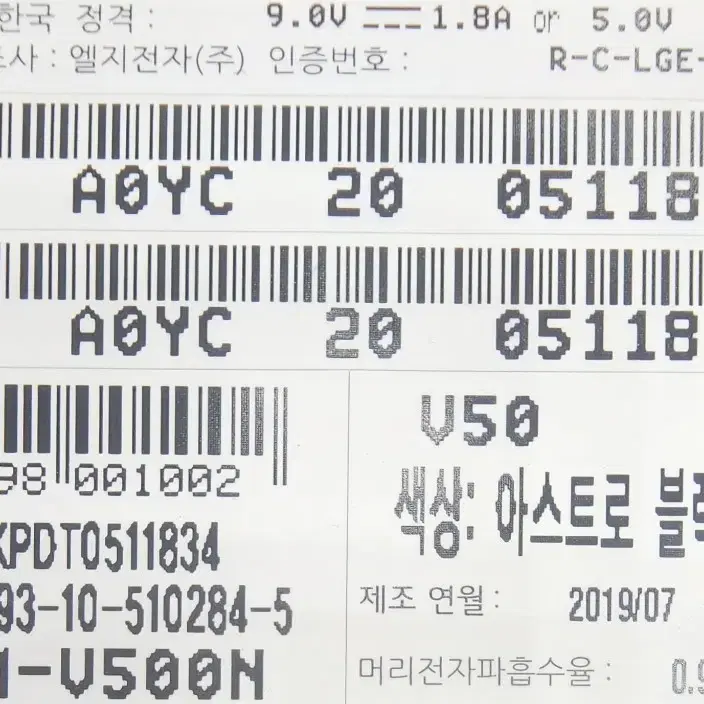 한국 정격 : 9.0V 1.8A or 5.0V
조사 : 엘지전자(주) 인증번호 : R-C-LGE-
A0YC 20 05118
A0YC 20 05118
98 001002
V50
색상: 아스트로 블
KPDT0511834
93-10-510284-5
제조 연월 : 2019/07
-V500N
머리전자파흡수율 : 0.9